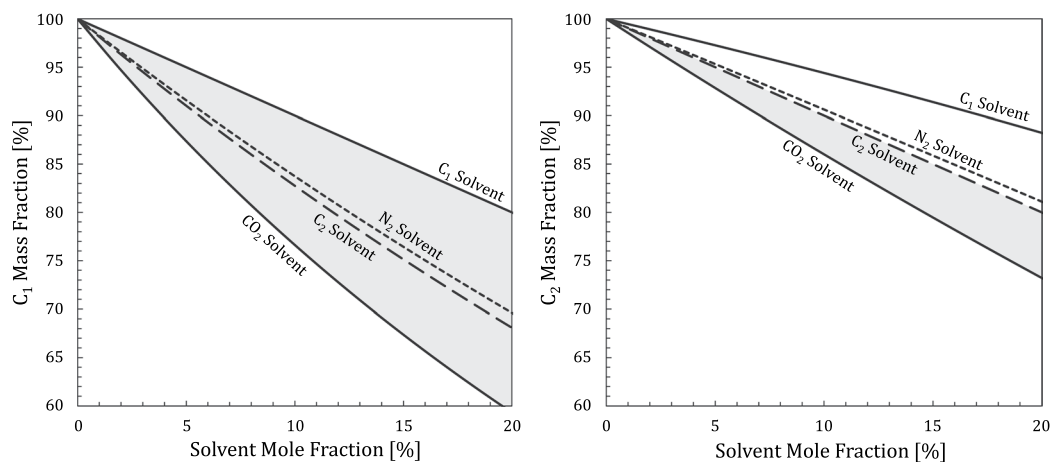 100
95
90
85
80
75
70
65
60
C1 Mass Fraction [%]
C1 Solvent
N2 Solvent
C2 Solvent
CO2 Solvent
0 5 10 15 20
Solvent Mole Fraction [%]
100
95
90
85
80
75
70
65
60
C2 Mass Fraction [%]
C1 Solvent
N2 Solvent
C2 Solvent
CO2 Solvent
0 5 10 15 20
Solvent Mole Fraction [%]